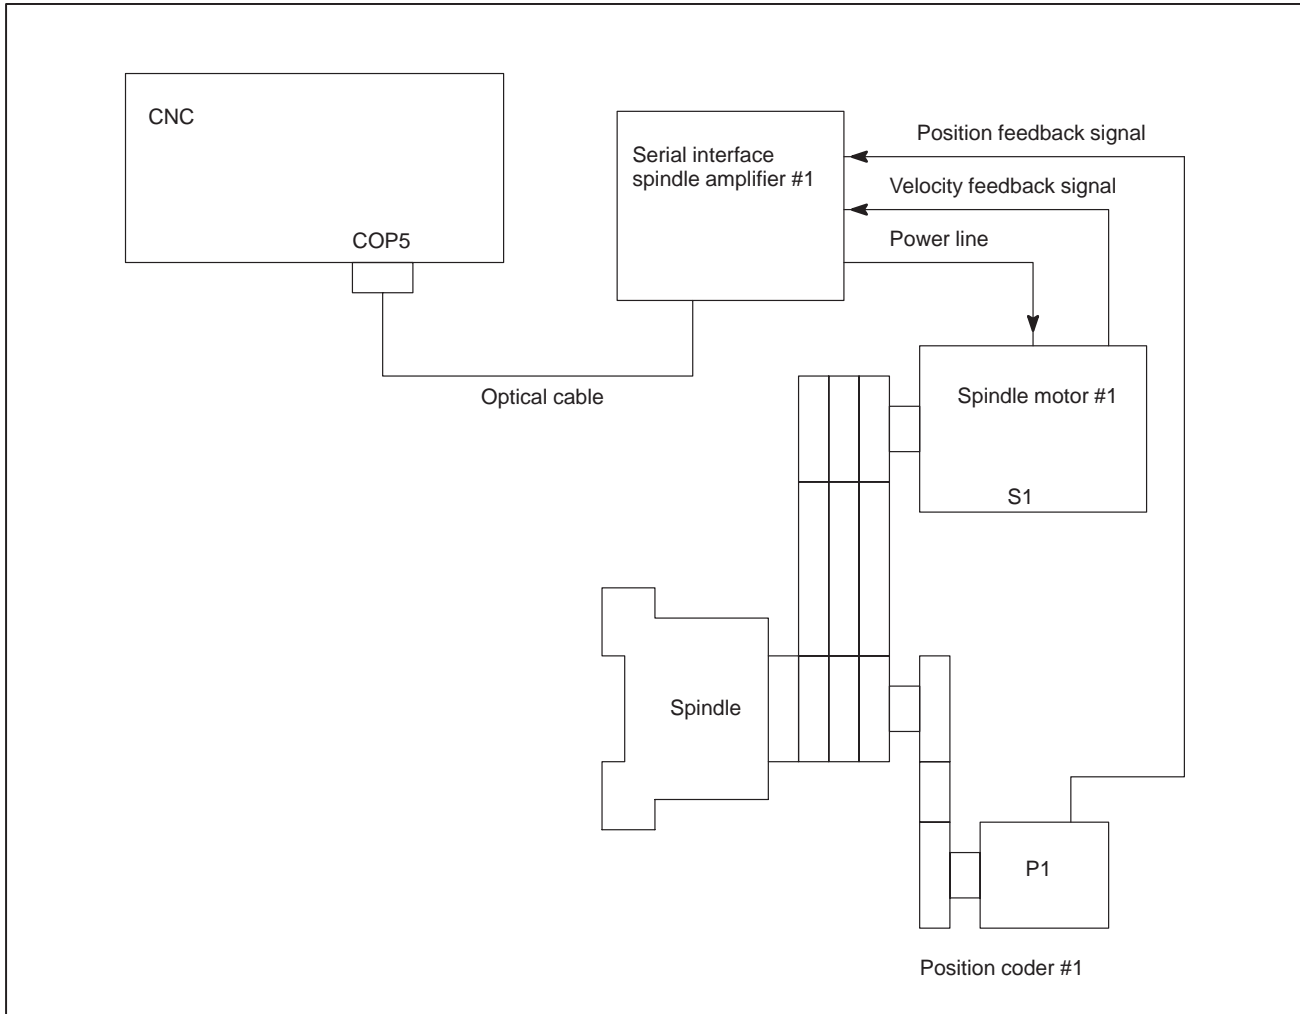 CNC
COP5
Optical cable
Serial interface
spindle amplifier #1
Position feedback signal
Velocity feedback signal
Power line
Spindle motor #1
S1
Spindle
P1
Position coder #1